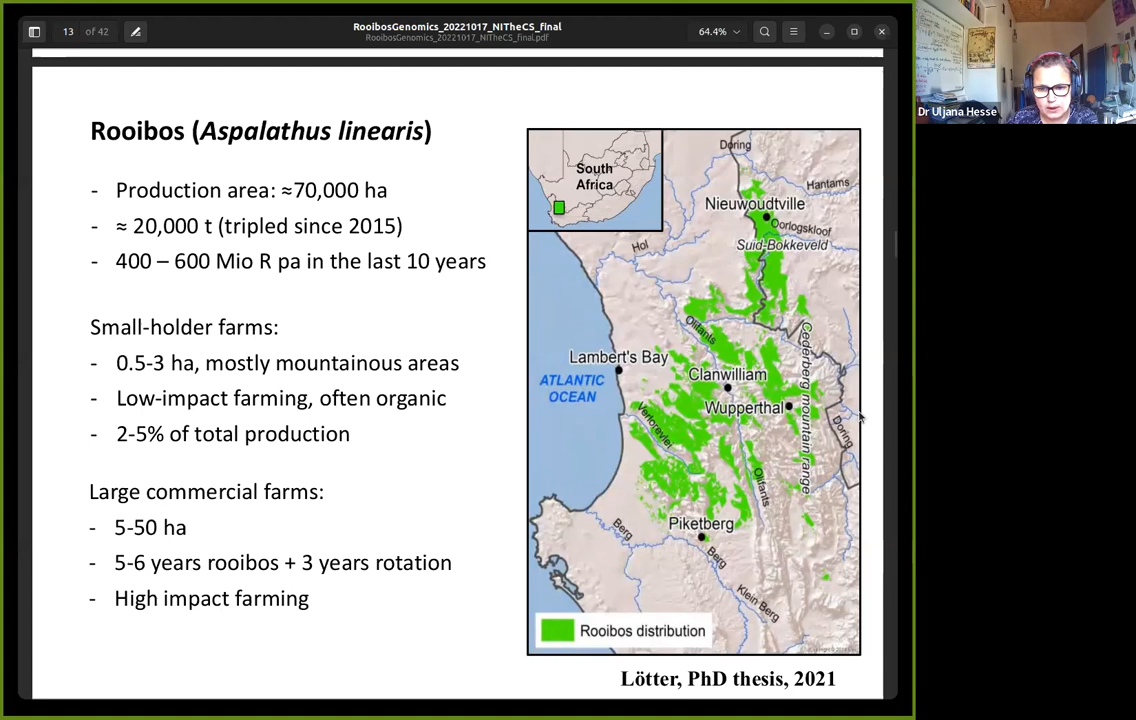 RooibosGenomics_20221017_NITheCS_final
RooibosGenomics_20221017_NITheCS_final.pdf
13 of 42
64.4%
Dr Uljana Hesse
Rooibos (Aspalathus linearis)
- Production area: ≈70,000 ha
- ≈ 20,000 t (tripled since 2015)
- 400 – 600 Mio R pa in the last 10 years
Small-holder farms:
- 0.5-3 ha, mostly mountainous areas
- Low-impact farming, often organic
- 2-5% of total production
Large commercial farms:
- 5-50 ha
- 5-6 years rooibos + 3 years rotation
- High impact farming
South
Africa
Doring
Hantams
Nieuwoudtville
Oorlogskloof
Suid-Bokkeveld
Hol
Olifants
Lambert's Bay
Clanwilliam
ATLANTIC
OCEAN
Wupperthal
Cederberg mountain range
Verlorevlei
Doring
Olifants
Piketberg
Berg
Berg
Klein Berg
Rooibos distribution
Lötter, PhD thesis, 2021